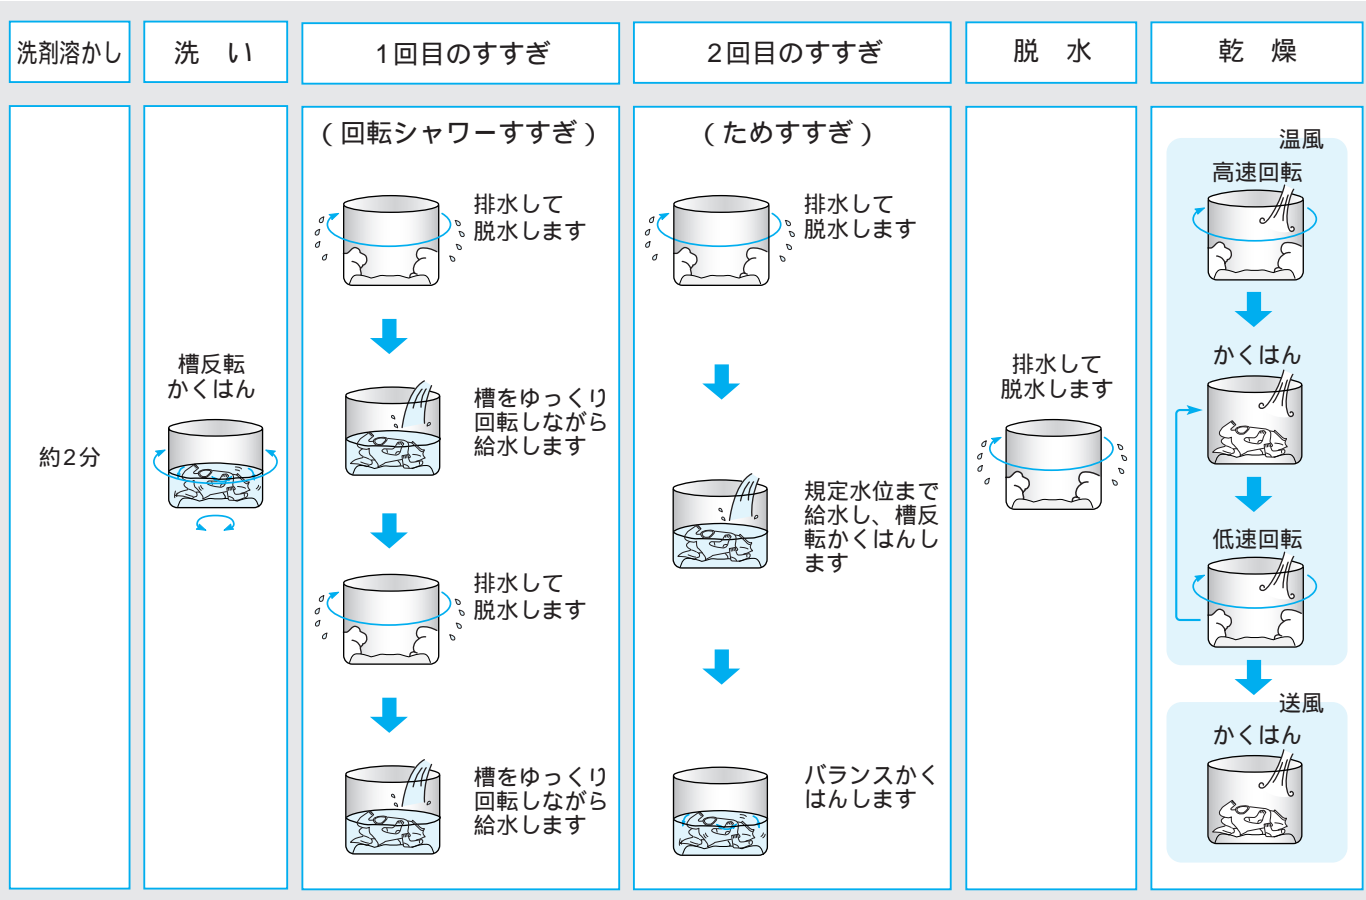 洗剤溶かし
洗い
1回目のすすぎ
2回目のすすぎ
脱水
乾燥
約2分
槽反転
かくはん
(回転シャワーすすぎ)
排水して
脱水します
槽をゆっくり
回転しながら
給水します
排水して
脱水します
槽をゆっくり
回転しながら
給水します
(ためすすぎ)
排水して
脱水します
規定水位まで
給水し、槽反
転かくはんし
ます
バランスかく
はんします
排水して
脱水します
温風
高速回転
かくはん
低速回転
送風
かくはん